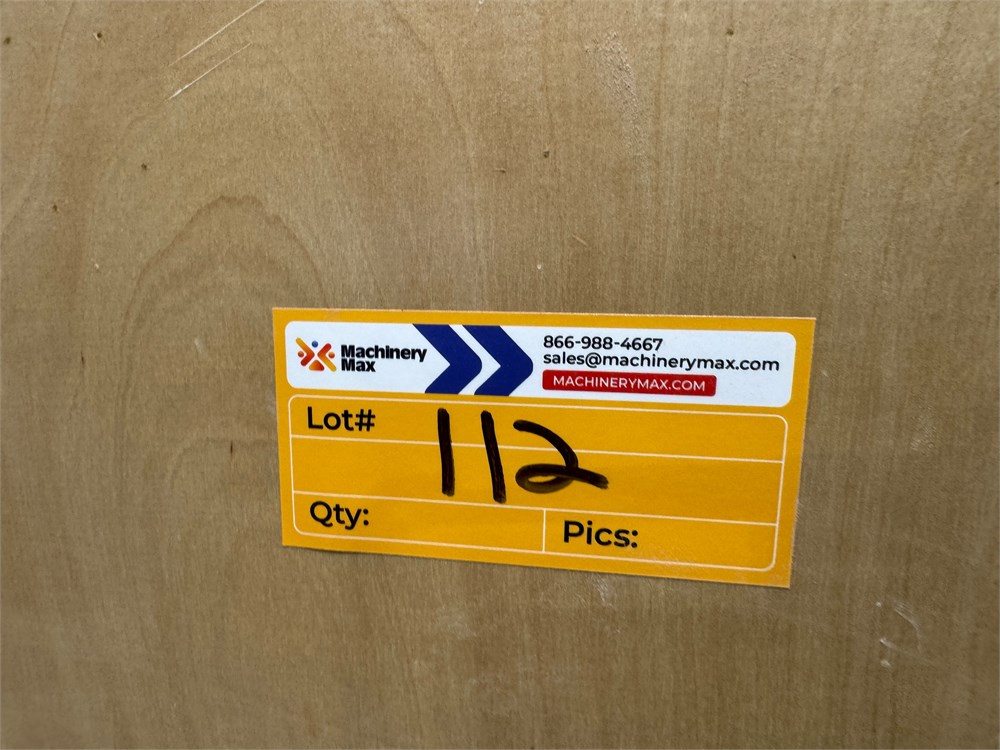 Machinery
Max
866-988-4667
sales@machinerymax.com
MACHINERYMAX.COM
Lot# 112
Qty:
Pics: